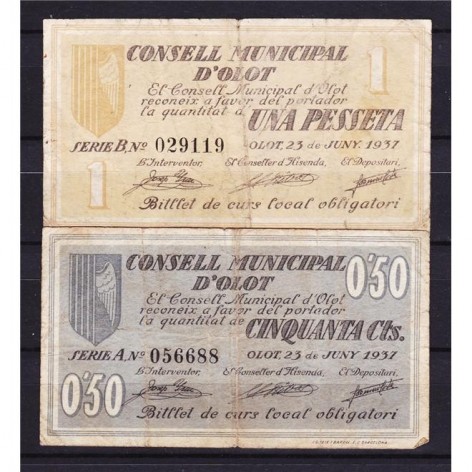 CONSELL MUNICIPAL
D'OLOT
1
El Consell Municipal d'Olot
reconeix a favor del portador
la quantitat de
UNA PESSETA
SERIE B, Nº 029119
OLOT, 23 de JUNY, 1937
L'Interventor, El Conseller d'Hisenda, El Depositari,
1
Bitllet de curs local obligatori
CONSELL MUNICIPAL
D'OLOT
0'50
El Consell Municipal d'Olot
reconeix a favor del portador
la quantitat de
CINQUANTA Cts.
SERIE A Nº 056688
OLOT, 23 de JUNY 1937
L'Interventor, El Conseller d'Hisenda, El Depositari,
0'50
Bitllet de curs local obligatori